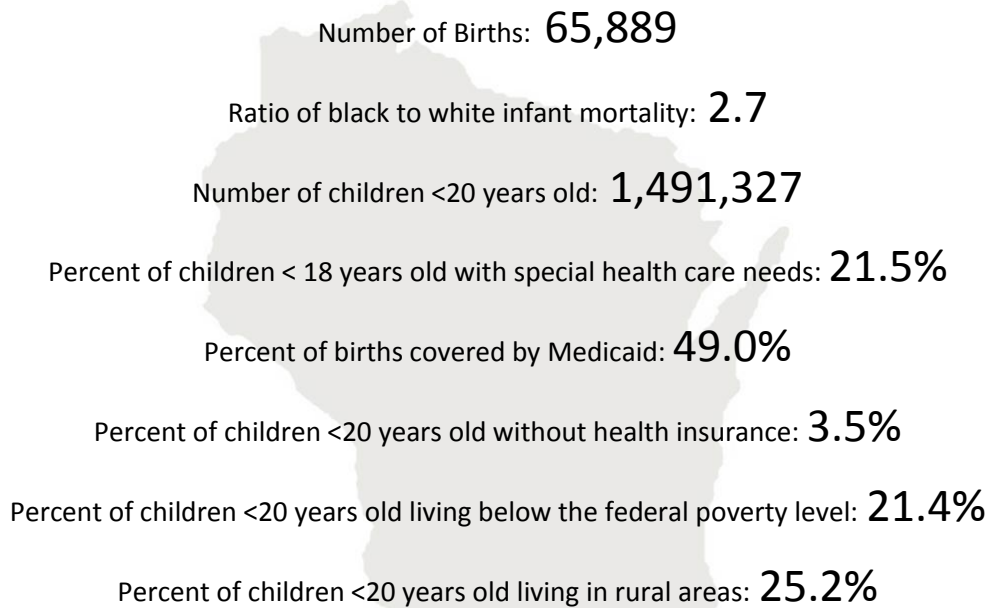 Number of Births: 65,889
Ratio of black to white infant mortality: 2.7
Number of children <20 years old: 1,491,327
Percent of children < 18 years old with special health care needs: 21.5%
Percent of births covered by Medicaid: 49.0%
Percent of children <20 years old without health insurance: 3.5%
Percent of children <20 years old living below the federal poverty level: 21.4%
Percent of children <20 years old living in rural areas: 25.2%